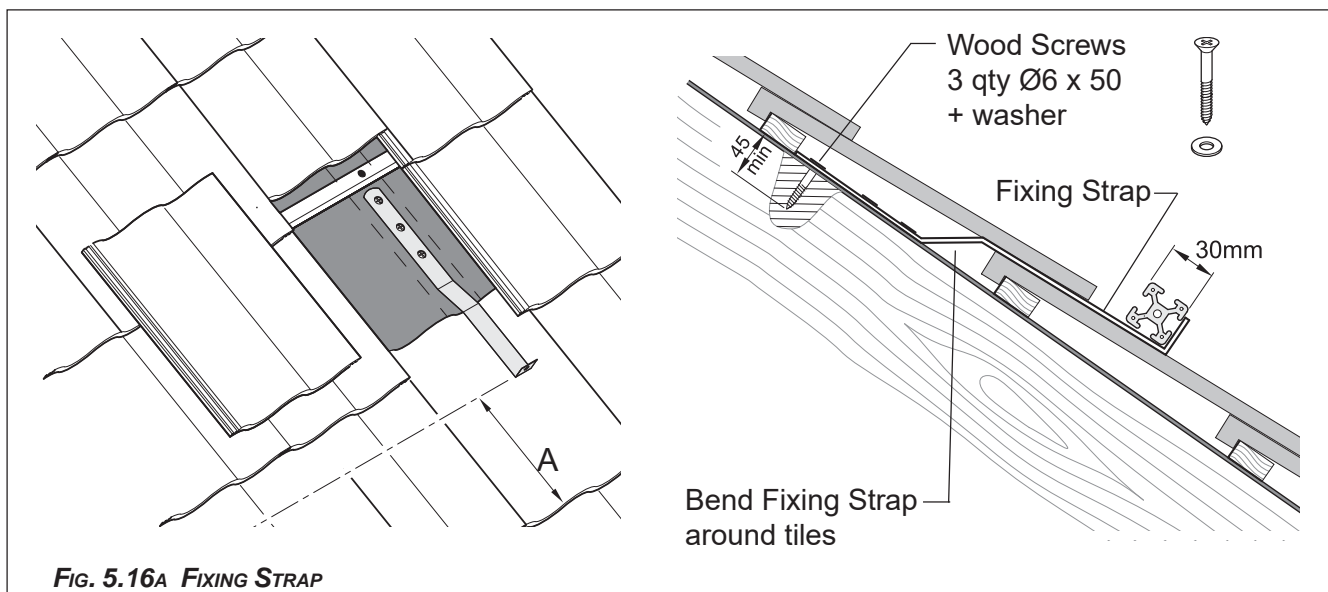 Wood Screws
3 qty Ø6 x 50
+ washer
45
min
Fixing Strap
30mm
A
Bend Fixing Strap
around tiles
FIG. 5.16A FIXING STRAP